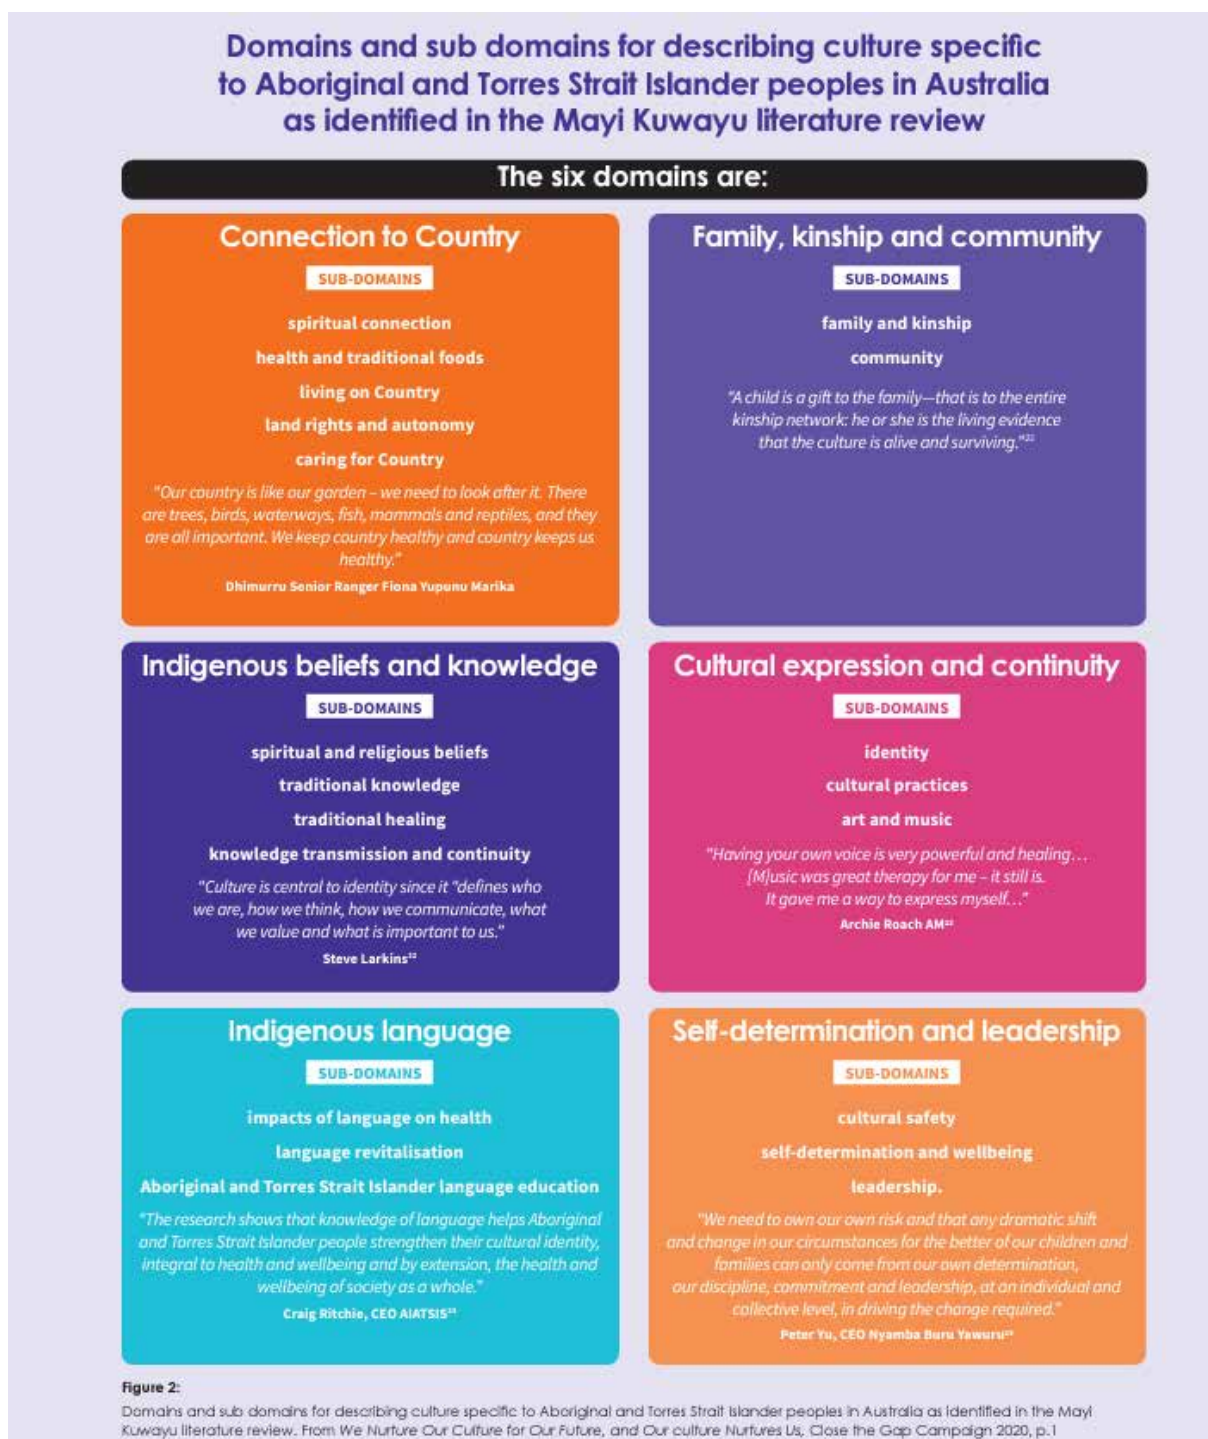 Domains and sub domains for describing culture specific
to Aboriginal and Torres Strait Islander peoples in Australia
as identified in the Mayi Kuwayu literature review
The six domains are:
Connection to Country
SUB-DOMAINS
spiritual connection
health and traditional foods
living on Country
land rights and autonomy
caring for Country
"Our country is like our garden – we need to look after it. There
are trees, birds, waterways, fish, mammals and reptiles, and they
are all important. We keep country healthy and country keeps us
healthy."
Dhimurru Senior Ranger Fiona Yupunu Marika
Family, kinship and community
SUB-DOMAINS
family and kinship
community
"A child is a gift to the family—that is to the entire
kinship network: he or she is the living evidence
that the culture is alive and surviving."
Indigenous beliefs and knowledge
SUB-DOMAINS
spiritual and religious beliefs
traditional knowledge
traditional healing
knowledge transmission and continuity
"Culture is central to identity since it "defines who
we are, how we think, how we communicate, what
we value and what is important to us."
Steve Larkins
Cultural expression and continuity
SUB-DOMAINS
identity
cultural practices
art and music
"Having your own voice is very powerful and healing…
[M]usic was great therapy for me – it still is.
It gave me a way to express myself…"
Archie Roach AM
Indigenous language
SUB-DOMAINS
impacts of language on health
language revitalisation
Aboriginal and Torres Strait Islander language education
"The research shows that knowledge of language helps Aboriginal
and Torres Strait Islander people strengthen their cultural identity,
integral to health and wellbeing and by extension, the health and
wellbeing of society as a whole."
Craig Ritchie, CEO AIATSIS
Self-determination and leadership
SUB-DOMAINS
cultural safety
self-determination and wellbeing
leadership.
"We need to own our own risk and that any dramatic shift
and change in our circumstances for the better of our children and
families can only come from our own determination,
our discipline, commitment and leadership, at an individual and
collective level, in driving the change required."
Peter Yu, CEO Nyamba Buru Yawuru
Figure 2:
Domains and sub domains for describing culture specific to Aboriginal and Torres Strait Islander peoples in Australia as identified in the Mayi
Kuwayu literature review. From We Nurture Our Culture for Our Future, and Our culture Nurtures Us, Close the Gap Campaign 2020, p.1